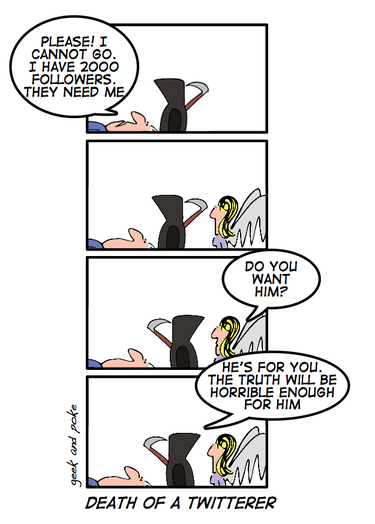 PLEASE! I
CANNOT GO.
I HAVE 2000
FOLLOWERS.
THEY NEED ME
DO YOU
WANT
HIM?
HE'S FOR YOU.
THE TRUTH WILL BE
HORRIBLE ENOUGH
FOR HIM
geek and poke
DEATH OF A TWITTERER